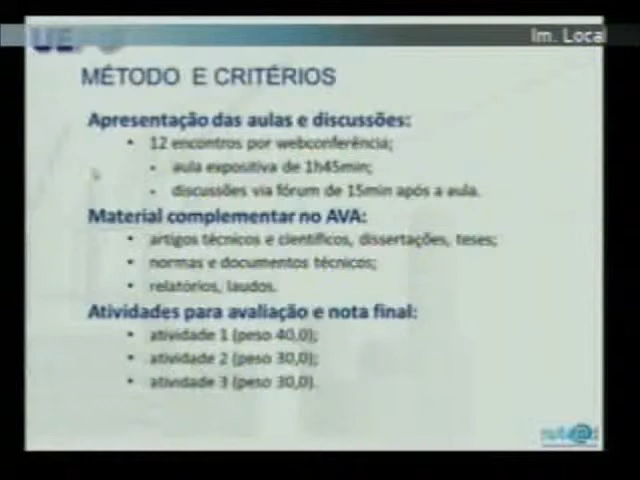 Im. Local
MÉTODO E CRITÉRIOS
Apresentação das aulas e discussões:
• 12 encontros por webconferência;
- aula expositiva de 1h45min;
- discussões via fórum de 15min após a aula.
Material complementar no AVA:
• artigos técnicos e científicos, dissertações, teses;
• normas e documentos técnicos;
• relatórios, laudos.
Atividades para avaliação e nota final:
• atividade 1 (peso 40,0);
• atividade 2 (peso 30,0);
• atividade 3 (peso 30,0).